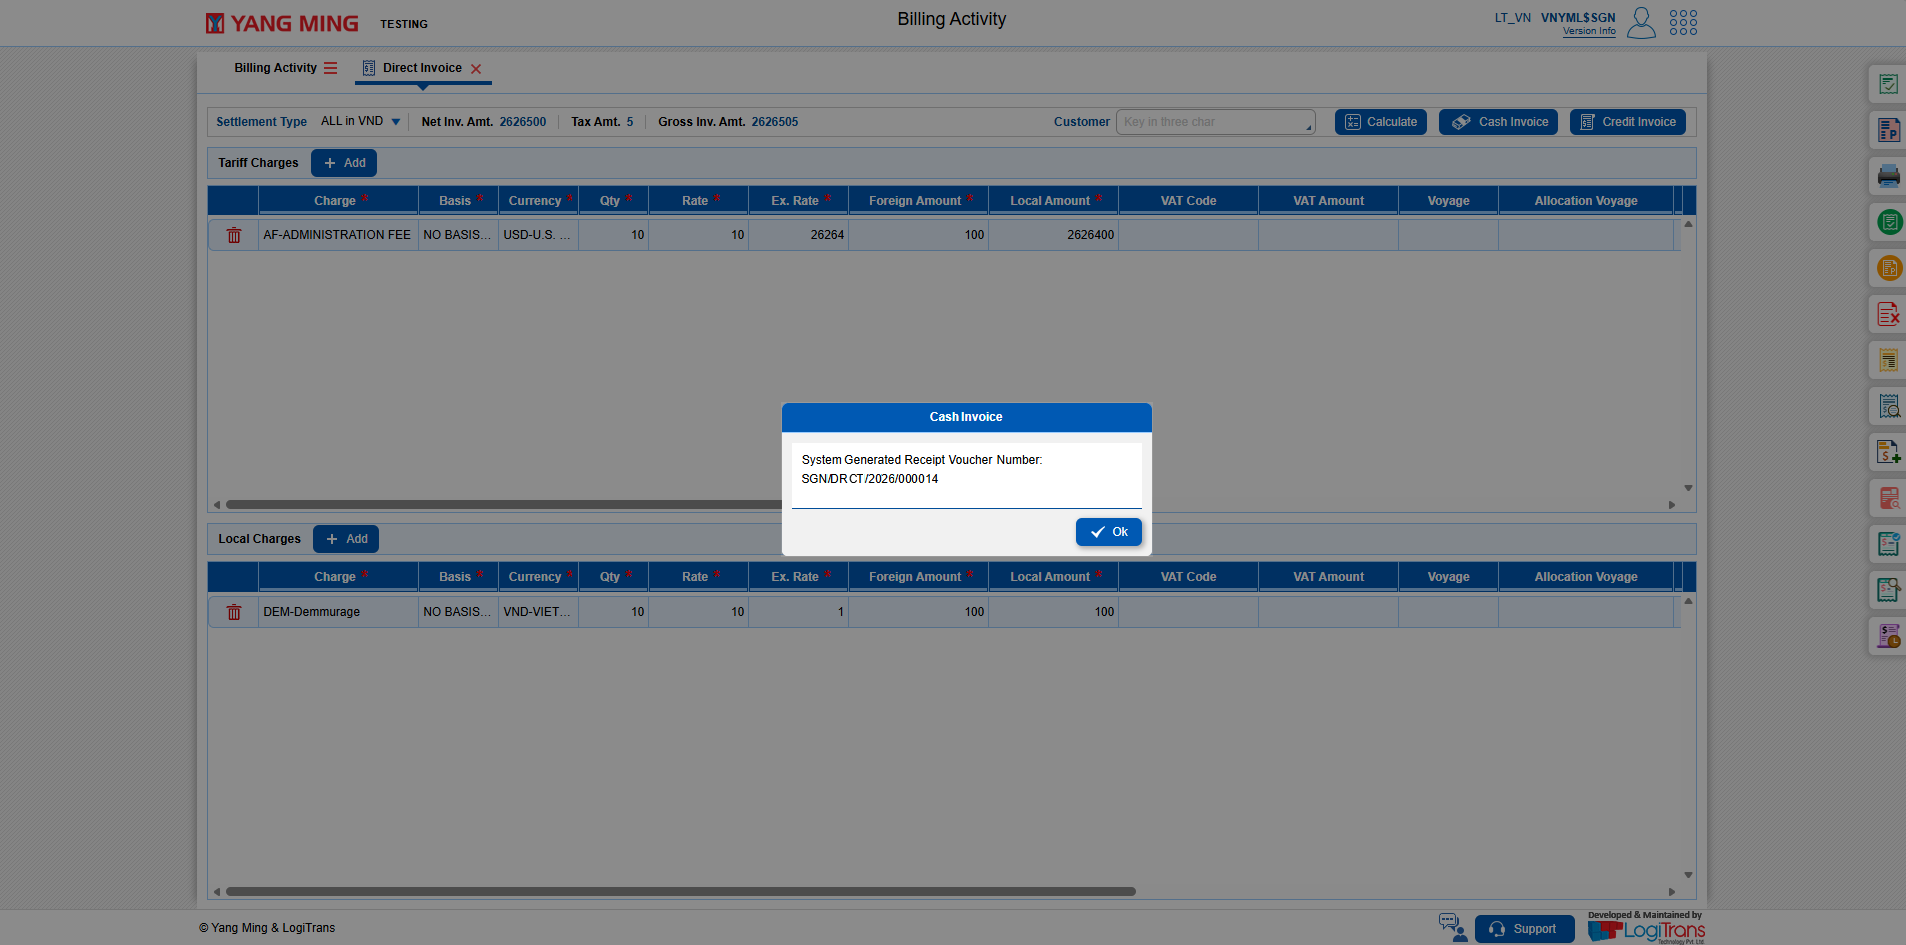 YANG MING TESTING
Billing Activity
LT_VN VNYML$SGN
Version Info
Billing Activity
Direct Invoice
Settlement Type ALL in VND Net Inv. Amt. 2626500 Tax Amt. 5 Gross Inv. Amt. 2626505 Customer Key in three char Calculate Cash Invoice Credit Invoice
Tariff Charges + Add
Charge * Basis * Currency * Qty * Rate * Ex. Rate * Foreign Amount * Local Amount * VAT Code VAT Amount Voyage Allocation Voyage
AF-ADMINISTRATION FEE NO BASIS... USD-U.S. ... 10 10 26264 100 2626400
Cash Invoice
System Generated Receipt Voucher Number:
SGN/DRCT/2026/000014
Ok
Local Charges + Add
Charge * Basis * Currency * Qty * Rate * Ex. Rate * Foreign Amount * Local Amount * VAT Code VAT Amount Voyage Allocation Voyage
DEM-Demmurage NO BASIS... VND-VIET... 10 10 1 100 100
© Yang Ming & LogiTrans
Support
Developed & Maintained by
LogiTrans
Technology Pvt. Ltd.